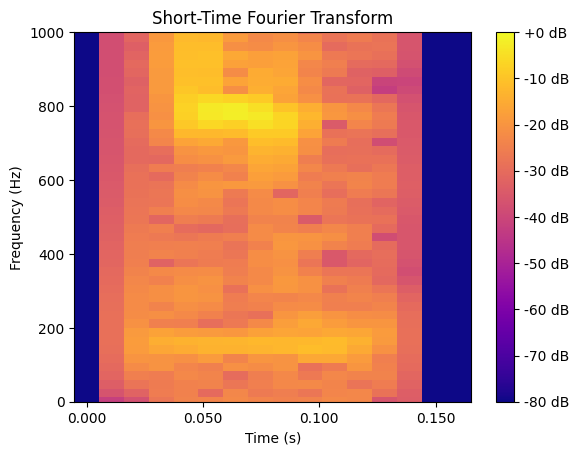 Short-Time Fourier Transform
1000
800
600
400
200
0
Frequency (Hz)
0.000
0.050
0.100
0.150
Time (s)
+0 dB
-10 dB
-20 dB
-30 dB
-40 dB
-50 dB
-60 dB
-70 dB
-80 dB